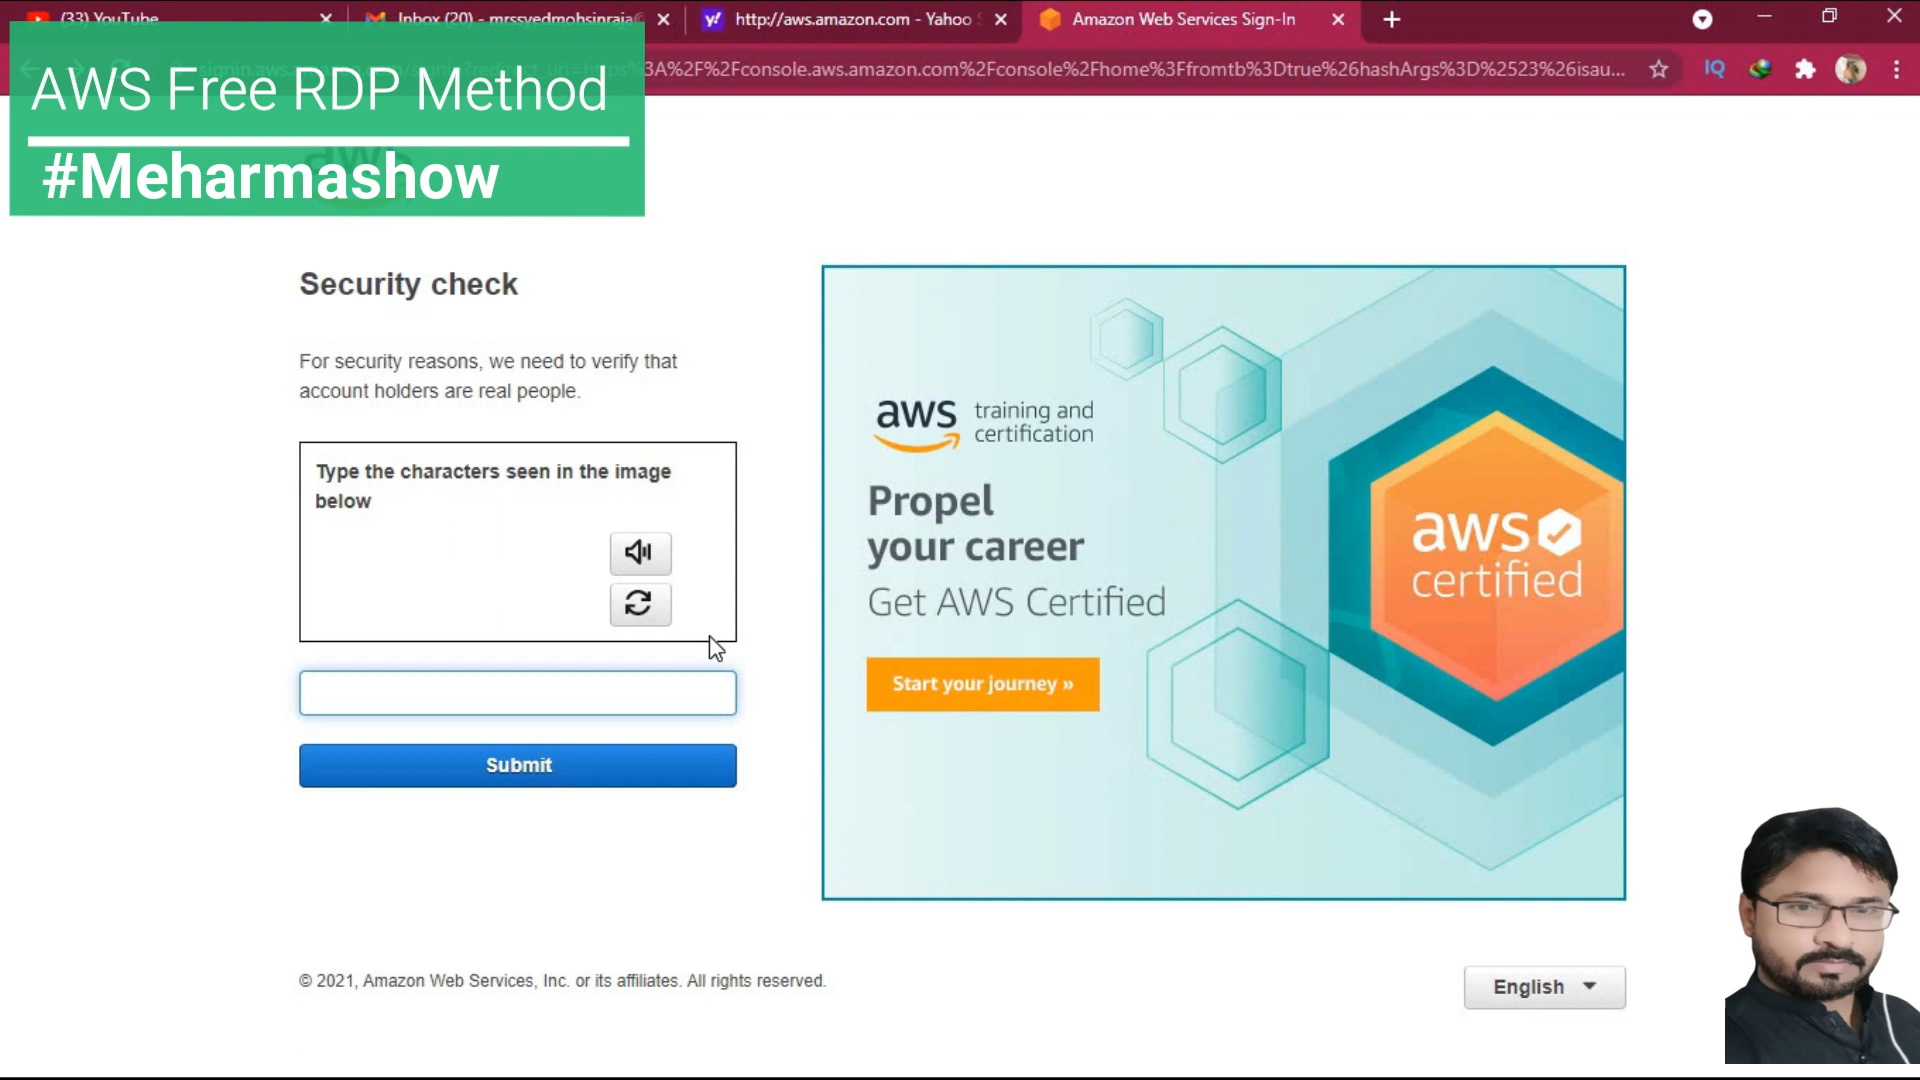 (33) YouTube
Inbox (20) - mrssyedmohsinraja@
http://aws.amazon.com - Yahoo S
Amazon Web Services Sign-In
3A%2F%2Fconsole.aws.amazon.com%2Fconsole%2Fhome%3Ffromtb%3Dtrue%26hashArgs%3D%2523%26isau...
IQ
AWS Free RDP Method
#Meharmashow
Security check
For security reasons, we need to verify that
account holders are real people.
Type the characters seen in the image
below
Submit
aws training and
certification
Propel
your career
Get AWS Certified
Start your journey »
aws
certified
© 2021, Amazon Web Services, Inc. or its affiliates. All rights reserved.
English